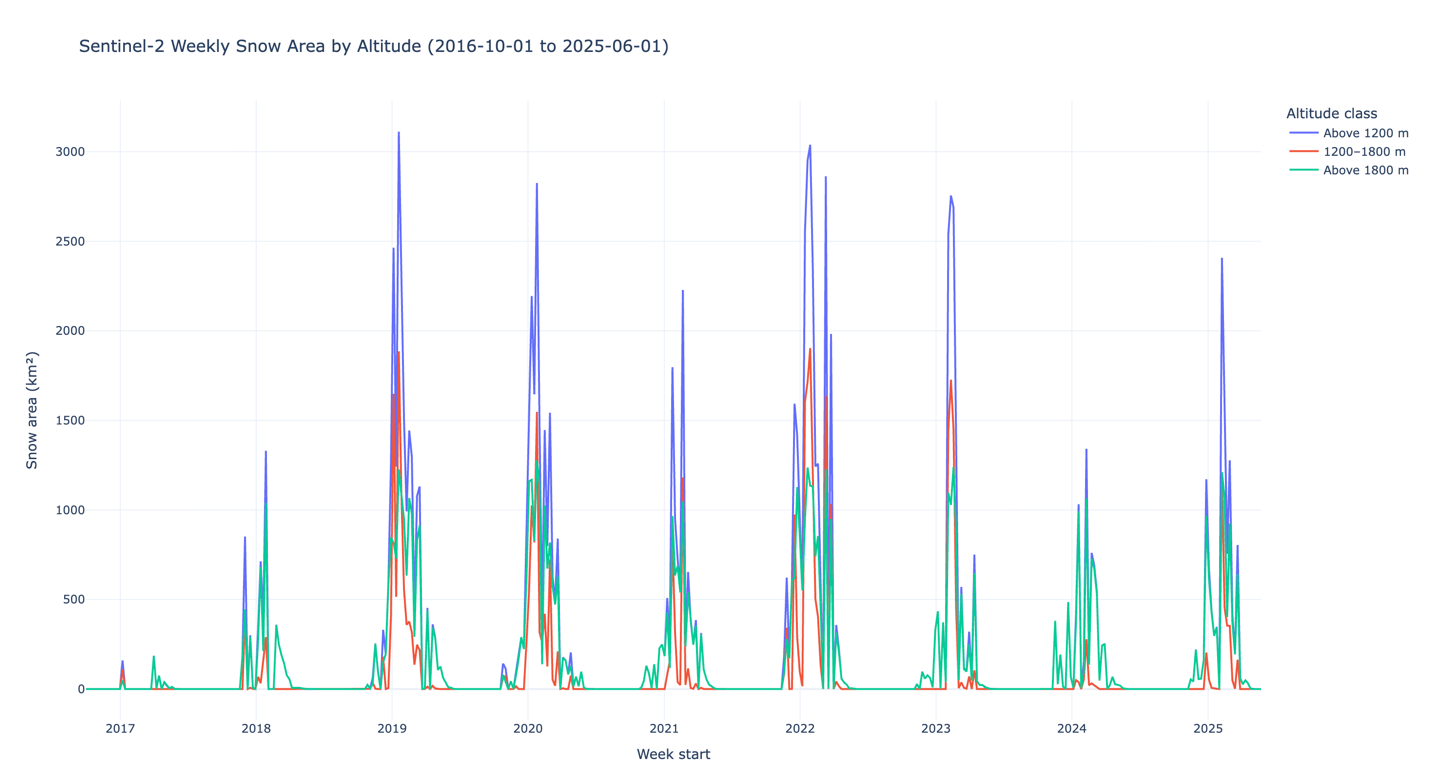 Sentinel-2 Weekly Snow Area by Altitude (2016-10-01 to 2025-06-01)
Altitude class
Above 1200 m
1200–1800 m
Above 1800 m
Snow area (km²)
3000
2500
2000
1500
1000
500
0
2017 2018 2019 2020 2021 2022 2023 2024 2025
Week start